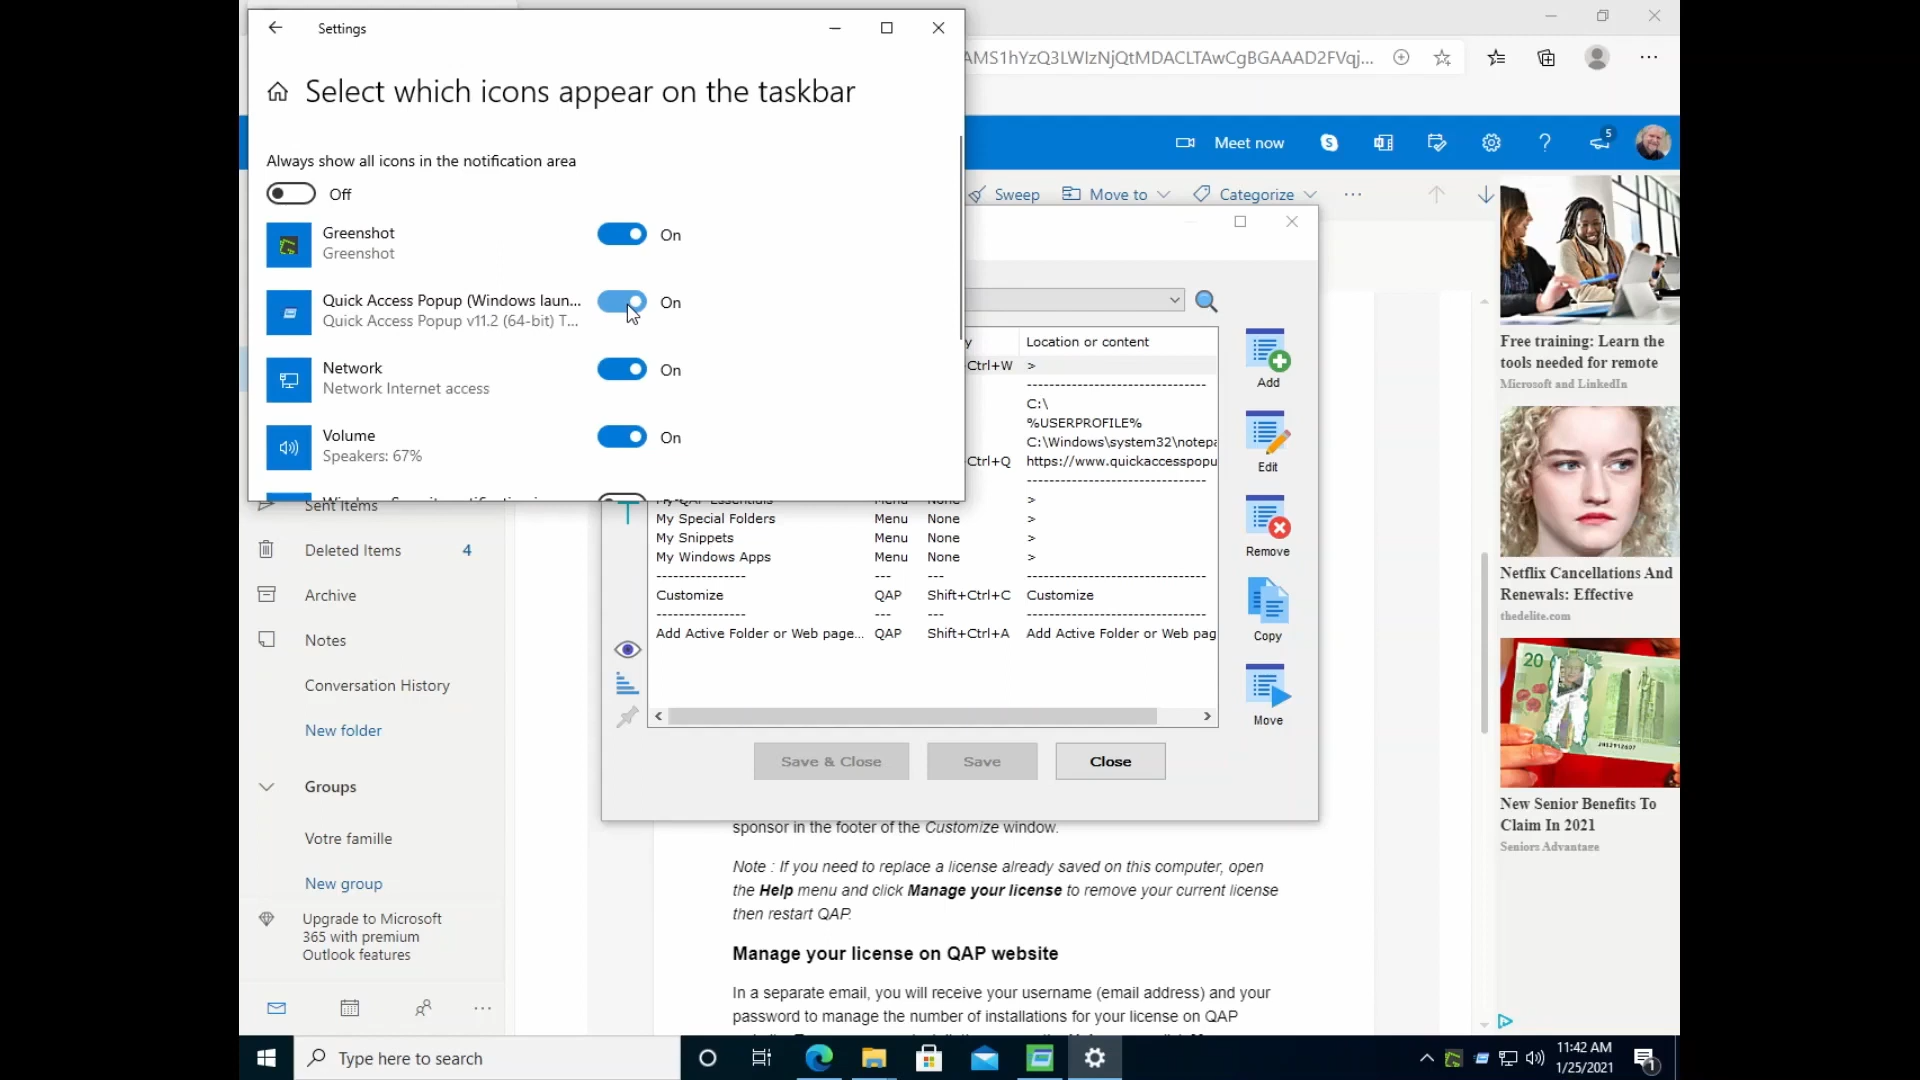 Settings
Select which icons appear on the taskbar
Always show all icons in the notification area
Off
Greenshot
Greenshot
On
Quick Access Popup (Windows laun...
Quick Access Popup v11.2 (64-bit) T...
On
Network
Network Internet access
On
Volume
Speakers: 67%
On
AMS1hYzQ3LWIzNjQtMDACLTAwCgBGAAAD2FVqj...
Meet now
5
Sweep
Move to
Categorize
Location or content
Ctrl+W >
-------------------------------
C:\
%USERPROFILE%
C:\Windows\system32\notepa
Ctrl+Q https://www.quickaccesspopu
-------------------------------
My QAP Essentials Menu None >
My Special Folders Menu None >
My Snippets Menu None >
My Windows Apps Menu None >
---------------- --- --- -------------------------------
Customize QAP Shift+Ctrl+C Customize
---------------- --- --- -------------------------------
Add Active Folder or Web page... QAP Shift+Ctrl+A Add Active Folder or Web pag
Add
Edit
Remove
Copy
Move
Save & Close
Save
Close
Sent Items
Deleted Items 4
Archive
Notes
Conversation History
New folder
Groups
Votre famille
New group
Upgrade to Microsoft
365 with premium
Outlook features
sponsor in the footer of the Customize window.
Note : If you need to replace a license already saved on this computer, open
the Help menu and click Manage your license to remove your current license
then restart QAP.
Manage your license on QAP website
In a separate email, you will receive your username (email address) and your
password to manage the number of installations for your license on QAP
Free training: Learn the
tools needed for remote
Microsoft and LinkedIn
Netflix Cancellations And
Renewals: Effective
thedelite.com
20
New Senior Benefits To
Claim In 2021
Seniors Advantage
Type here to search
11:42 AM
1/25/2021
1